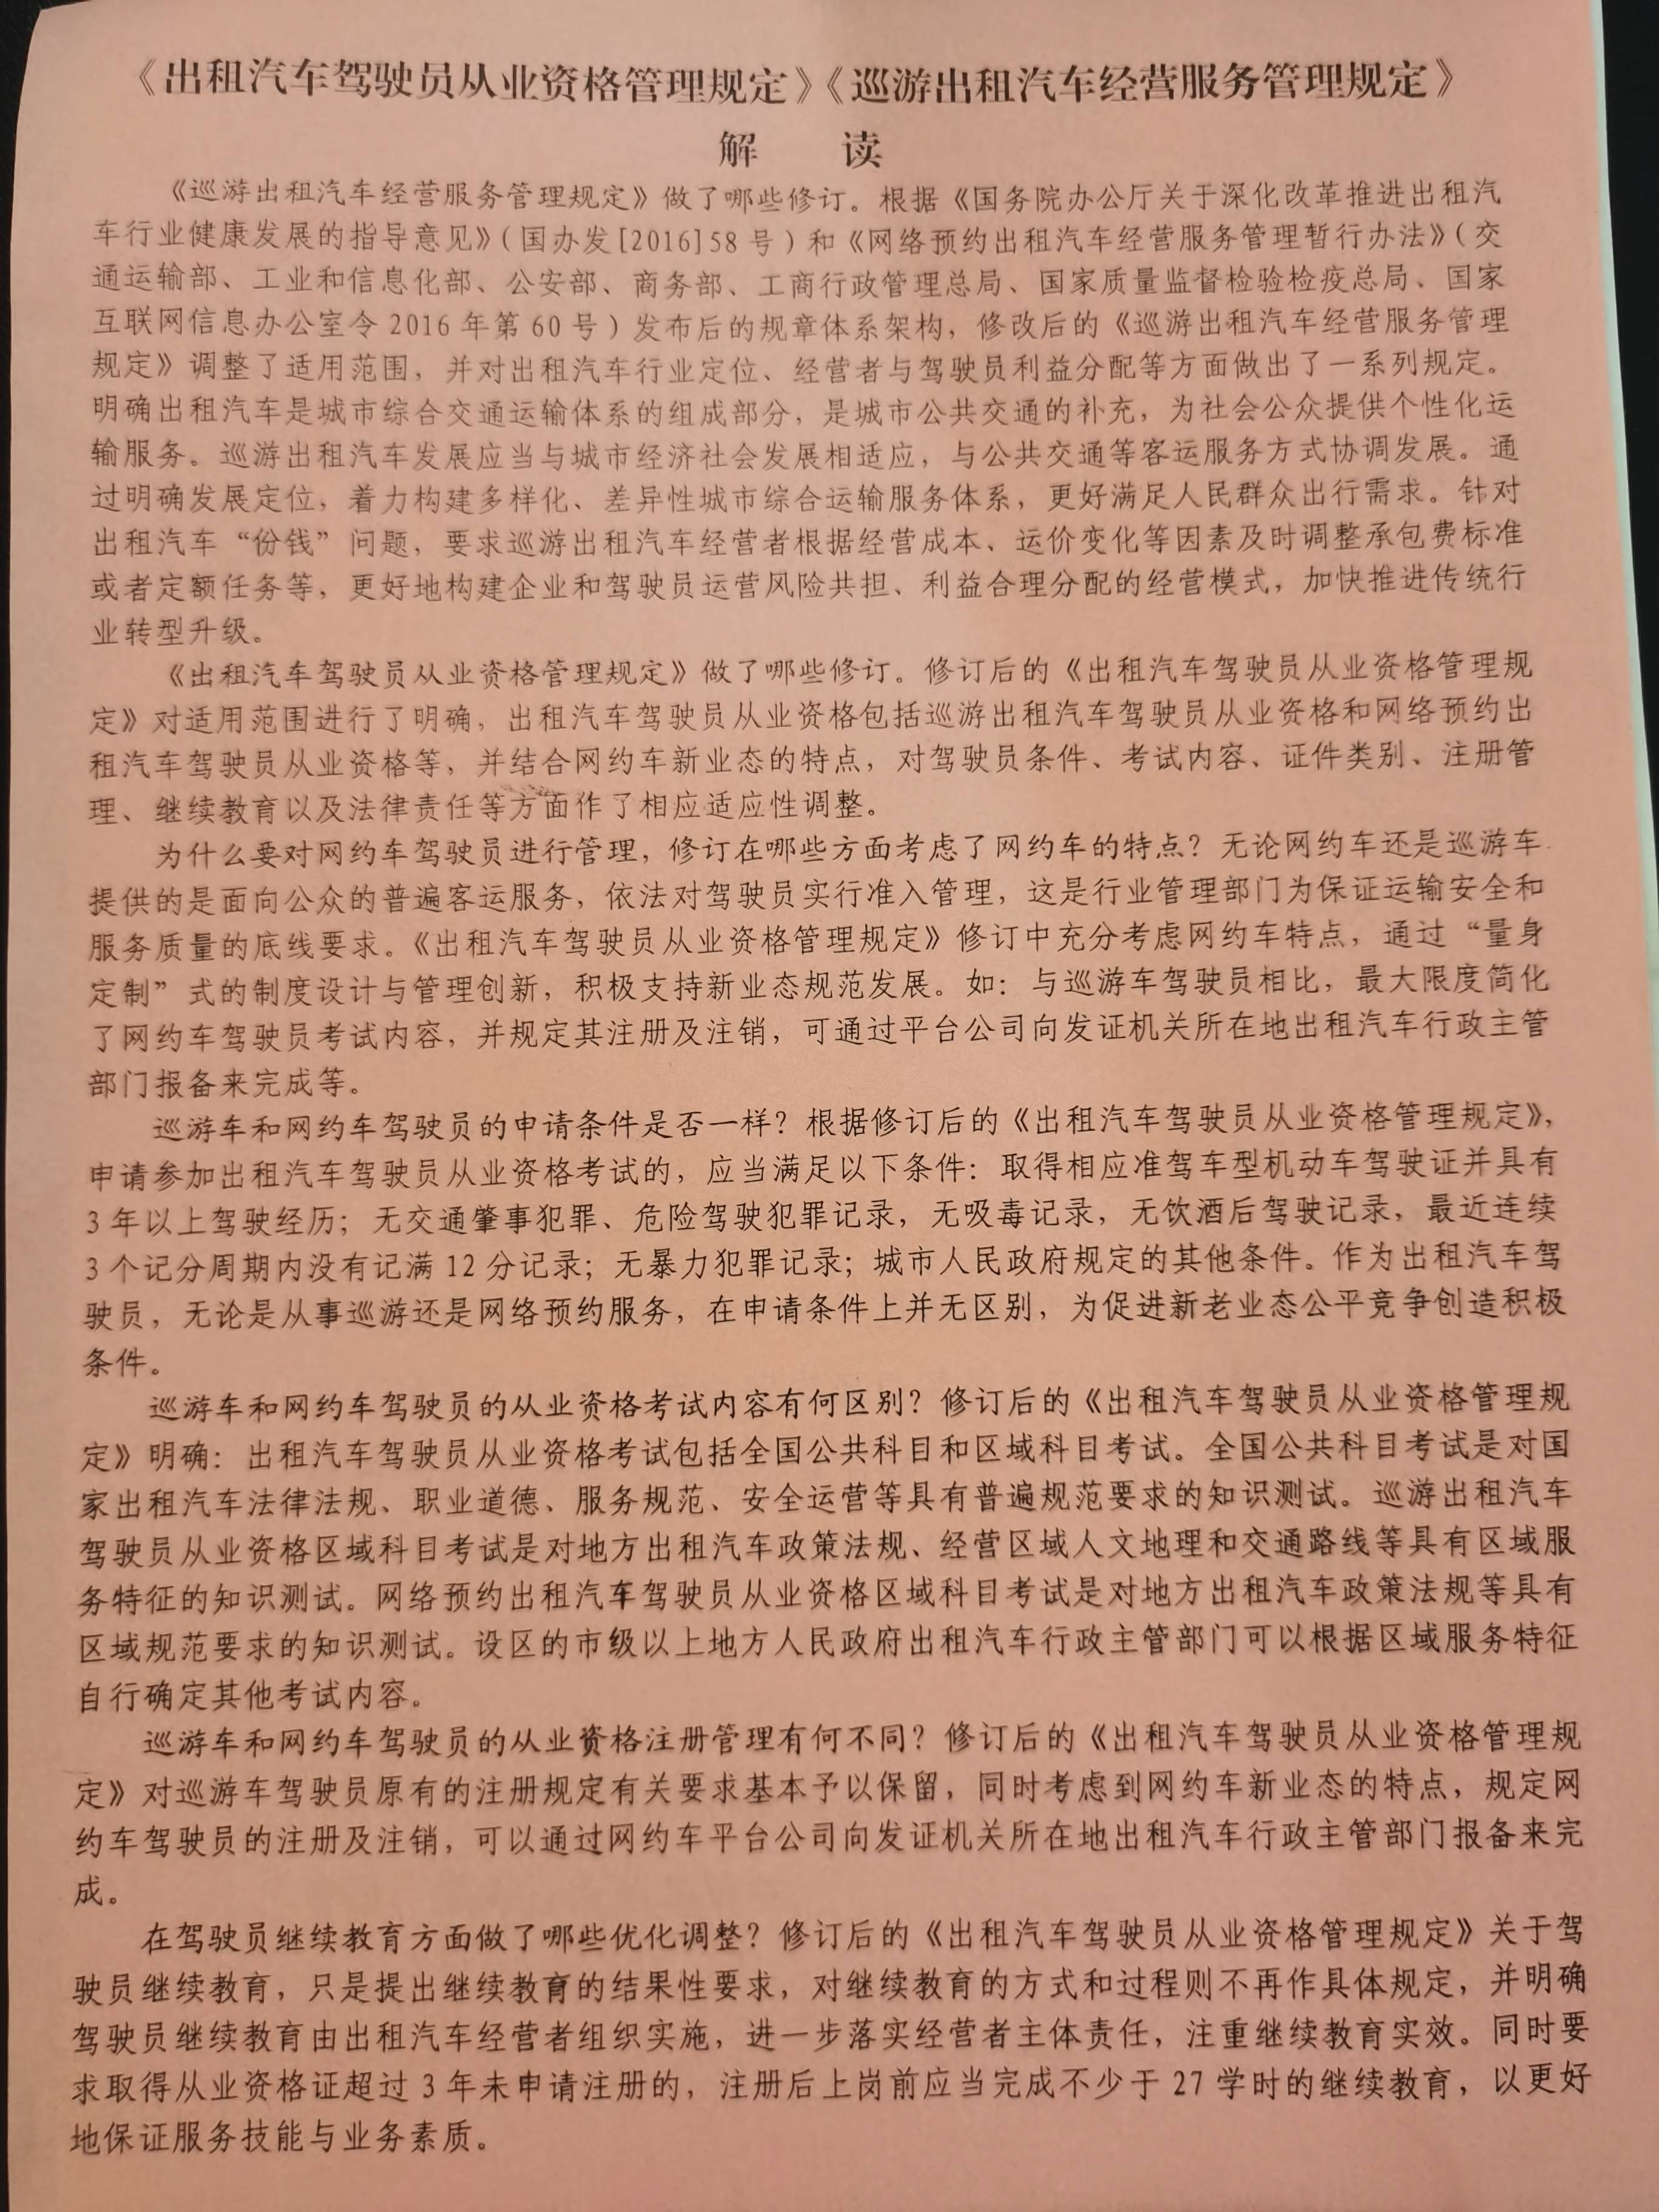 《出租汽车驾驶员从业资格管理规定》《巡游出租汽车经营服务管理规定》
解 读
《巡游出租汽车经营服务管理规定》做了哪些修订。根据《国务院办公厅关于深化改革推进出租汽
车行业健康发展的指导意见》(国办发[2016]58号)和《网络预约出租汽车经营服务管理暂行办法》(交
通运输部、工业和信息化部、公安部、商务部、工商行政管理总局、国家质量监督检验检疫总局、国家
互联网信息办公室令2016年第60号)发布后的规章体系架构，修改后的《巡游出租汽车经营服务管理
规定》调整了适用范围，并对出租汽车行业定位、经营者与驾驶员利益分配等方面做出了一系列规定。
明确出租汽车是城市综合交通运输体系的组成部分，是城市公共交通的补充，为社会公众提供个性化运
输服务。巡游出租汽车发展应当与城市经济社会发展相适应，与公共交通等客运服务方式协调发展。通
过明确发展定位，着力构建多样化、差异性城市综合运输服务体系，更好满足人民群众出行需求。针对
出租汽车“份钱”问题，要求巡游出租汽车经营者根据经营成本、运价变化等因素及时调整承包费标准
或者定额任务等，更好地构建企业和驾驶员运营风险共担、利益合理分配的经营模式，加快推进传统行
业转型升级。
《出租汽车驾驶员从业资格管理规定》做了哪些修订。修订后的《出租汽车驾驶员从业资格管理规
定》对适用范围进行了明确，出租汽车驾驶员从业资格包括巡游出租汽车驾驶员从业资格和网络预约出
租汽车驾驶员从业资格等，并结合网约车新业态的特点，对驾驶员条件、考试内容、证件类别、注册管
理、继续教育以及法律责任等方面作了相应适应性调整。
为什么要对网约车驾驶员进行管理，修订在哪些方面考虑了网约车的特点？无论网约车还是巡游车
提供的是面向公众的普遍客运服务，依法对驾驶员实行准入管理，这是行业管理部门为保证运输安全和
服务质量的底线要求。《出租汽车驾驶员从业资格管理规定》修订中充分考虑网约车特点，通过“量身
定制”式的制度设计与管理创新，积极支持新业态规范发展。如：与巡游车驾驶员相比，最大限度简化
了网约车驾驶员考试内容，并规定其注册及注销，可通过平台公司向发证机关所在地出租汽车行政主管
部门报备来完成等。
巡游车和网约车驾驶员的申请条件是否一样？根据修订后的《出租汽车驾驶员从业资格管理规定》，
申请参加出租汽车驾驶员从业资格考试的，应当满足以下条件：取得相应准驾车型机动车驾驶证并具有
3年以上驾驶经历；无交通肇事犯罪、危险驾驶犯罪记录，无吸毒记录，无饮酒后驾驶记录，最近连续
3个记分周期内没有记满12分记录；无暴力犯罪记录；城市人民政府规定的其他条件。作为出租汽车驾
驶员，无论是从事巡游还是网络预约服务，在申请条件上并无区别，为促进新老业态公平竞争创造积极
条件。
巡游车和网约车驾驶员的从业资格考试内容有何区别？修订后的《出租汽车驾驶员从业资格管理规
定》明确：出租汽车驾驶员从业资格考试包括全国公共科目和区域科目考试。全国公共科目考试是对国
家出租汽车法律法规、职业道德、服务规范、安全运营等具有普遍规范要求的知识测试。巡游出租汽车
驾驶员从业资格区域科目考试是对地方出租汽车政策法规、经营区域人文地理和交通路线等具有区域服
务特征的知识测试。网络预约出租汽车驾驶员从业资格区域科目考试是对地方出租汽车政策法规等具有
区域规范要求的知识测试。设区的市级以上地方人民政府出租汽车行政主管部门可以根据区域服务特征
自行确定其他考试内容。
巡游车和网约车驾驶员的从业资格注册管理有何不同？修订后的《出租汽车驾驶员从业资格管理规
定》对巡游车驾驶员原有的注册规定有关要求基本予以保留，同时考虑到网约车新业态的特点，规定网
约车驾驶员的注册及注销，可以通过网约车平台公司向发证机关所在地出租汽车行政主管部门报备来完
成。
在驾驶员继续教育方面做了哪些优化调整？修订后的《出租汽车驾驶员从业资格管理规定》关于驾
驶员继续教育，只是提出继续教育的结果性要求，对继续教育的方式和过程则不再作具体规定，并明确
驾驶员继续教育由出租汽车经营者组织实施，进一步落实经营者主体责任，注重继续教育实效。同时要
求取得从业资格证超过3年未申请注册的，注册后上岗前应当完成不少于27学时的继续教育，以更好
地保证服务技能与业务素质。